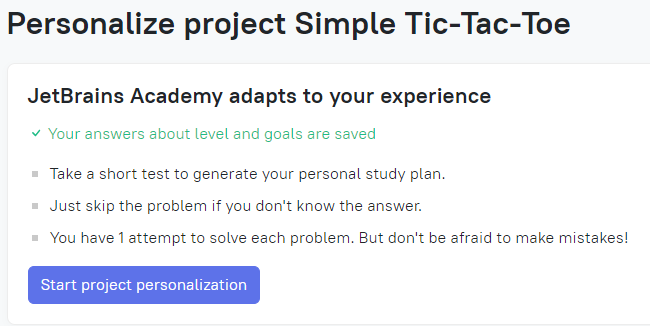 Personalize project Simple Tic-Tac-Toe
JetBrains Academy adapts to your experience
Your answers about level and goals are saved
Take a short test to generate your personal study plan.
Just skip the problem if you don't know the answer.
You have 1 attempt to solve each problem. But don't be afraid to make mistakes!
Start project personalization